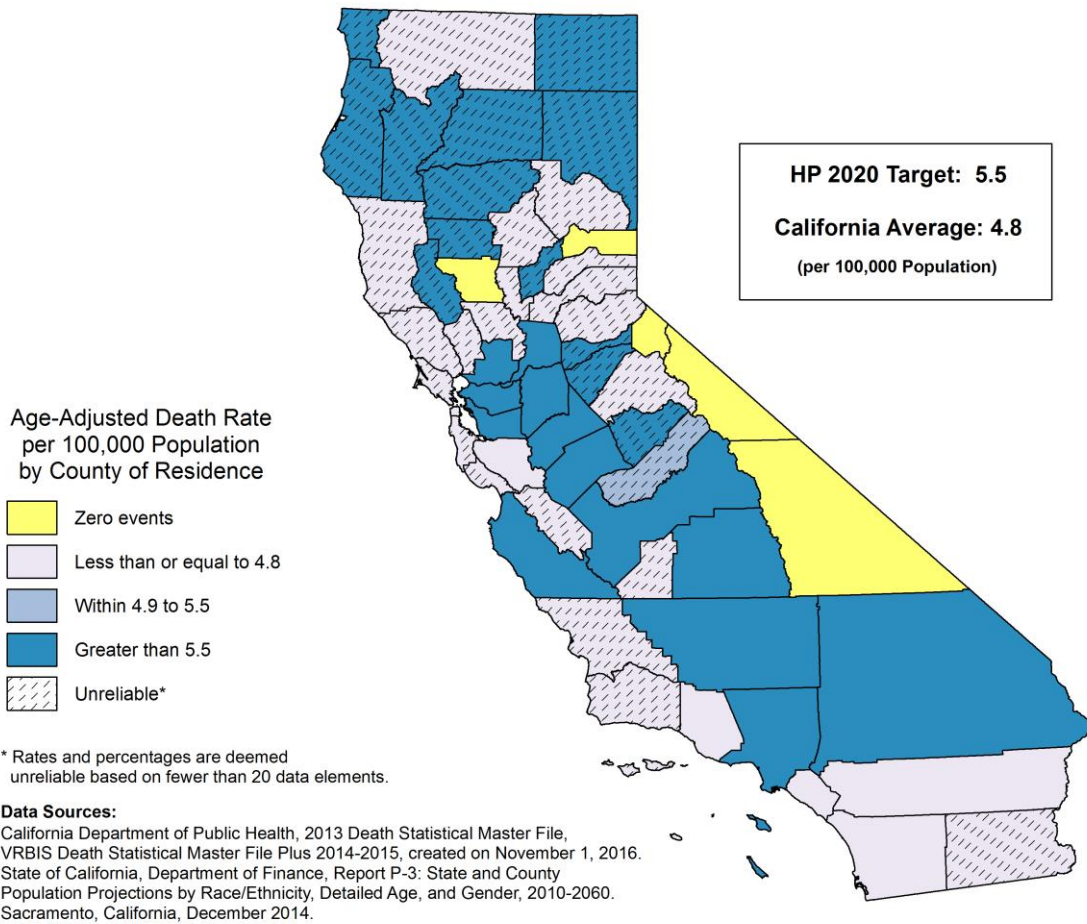 HP 2020 Target: 5.5
California Average: 4.8
(per 100,000 Population)
Age-Adjusted Death Rate
per 100,000 Population
by County of Residence
Zero events
Less than or equal to 4.8
Within 4.9 to 5.5
Greater than 5.5
Unreliable*
* Rates and percentages are deemed
unreliable based on fewer than 20 data elements.
Data Sources:
California Department of Public Health, 2013 Death Statistical Master File,
VRBIS Death Statistical Master File Plus 2014-2015, created on November 1, 2016.
State of California, Department of Finance, Report P-3: State and County
Population Projections by Race/Ethnicity, Detailed Age, and Gender, 2010-2060.
Sacramento, California, December 2014.